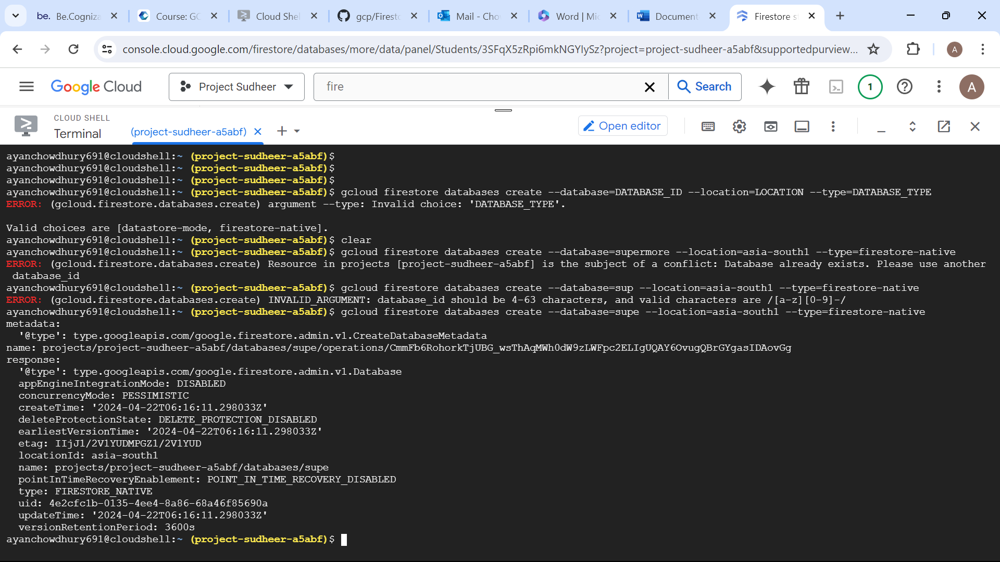 be. Be.Cogniza
Course: GC
Cloud Shel
gcp/Firesto
Mail - Cho
Word | Mic
Document
Firestore st
console.cloud.google.com/firestore/databases/more/data/panel/Students/3SFqX5zRpi6mkNGYIySz?project=project-sudheer-a5abf&supportedpurview... A
Google Cloud Project Sudheer fire Search 1 A
CLOUD SHELL
Terminal (project-sudheer-a5abf) Open editor
ayanchowdhury691@cloudshell:~ (project-sudheer-a5abf)$
ayanchowdhury691@cloudshell:~ (project-sudheer-a5abf)$
ayanchowdhury691@cloudshell:~ (project-sudheer-a5abf)$
ayanchowdhury691@cloudshell:~ (project-sudheer-a5abf)$ gcloud firestore databases create --database=DATABASE_ID --location=LOCATION --type=DATABASE_TYPE
ERROR: (gcloud.firestore.databases.create) argument --type: Invalid choice: 'DATABASE_TYPE'.
Valid choices are [datastore-mode, firestore-native].
ayanchowdhury691@cloudshell:~ (project-sudheer-a5abf)$ clear
ayanchowdhury691@cloudshell:~ (project-sudheer-a5abf)$ gcloud firestore databases create --database=supermore --location=asia-south1 --type=firestore-native
ERROR: (gcloud.firestore.databases.create) Resource in projects [project-sudheer-a5abf] is the subject of a conflict: Database already exists. Please use another
database_id
ayanchowdhury691@cloudshell:~ (project-sudheer-a5abf)$ gcloud firestore databases create --database=sup --location=asia-south1 --type=firestore-native
ERROR: (gcloud.firestore.databases.create) INVALID_ARGUMENT: database_id should be 4-63 characters, and valid characters are /[a-z][0-9]-/
ayanchowdhury691@cloudshell:~ (project-sudheer-a5abf)$ gcloud firestore databases create --database=supe --location=asia-south1 --type=firestore-native
metadata:
'@type': type.googleapis.com/google.firestore.admin.v1.CreateDatabaseMetadata
name: projects/project-sudheer-a5abf/databases/supe/operations/CmmFb6RohorkTjUBG_wsThAqMWh0dW9zLWFpc2ELIgUQAY6OvugQBrGYgasIDAovGg
response:
'@type': type.googleapis.com/google.firestore.admin.v1.Database
appEngineIntegrationMode: DISABLED
concurrencyMode: PESSIMISTIC
createTime: '2024-04-22T06:16:11.298033Z'
deleteProtectionState: DELETE_PROTECTION_DISABLED
earliestVersionTime: '2024-04-22T06:16:11.298033Z'
etag: IIjJ1/2V1YUDMPGZ1/2V1YUD
locationId: asia-south1
name: projects/project-sudheer-a5abf/databases/supe
pointInTimeRecoveryEnablement: POINT_IN_TIME_RECOVERY_DISABLED
type: FIRESTORE_NATIVE
uid: 4e2cfc1b-0135-4ee4-8a86-68a46f85690a
updateTime: '2024-04-22T06:16:11.298033Z'
versionRetentionPeriod: 3600s
ayanchowdhury691@cloudshell:~ (project-sudheer-a5abf)$